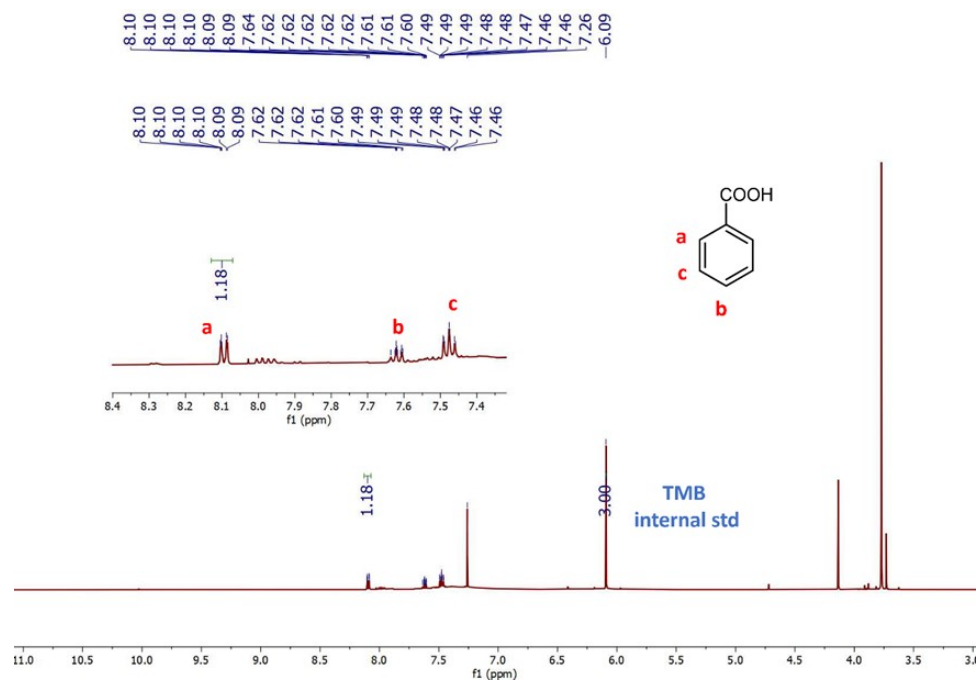 8.10 8.10 8.10 8.10 8.09 8.09 7.64 7.62 7.62 7.62 7.62 7.62 7.61 7.61 7.60 7.49 7.49 7.49 7.48 7.48 7.47 7.46 7.46 7.26 6.09
8.10 8.10 8.10 8.10 8.09 8.09 7.62 7.62 7.62 7.61 7.60 7.49 7.49 7.49 7.48 7.48 7.47 7.46 7.46
COOH
a
c
b
1.18
a
b
c
8.4 8.3 8.2 8.1 8.0 7.9 7.8 7.7 7.6 7.5 7.4
f1 (ppm)
1.18
3.00
TMB
internal std
11.0 10.5 10.0 9.5 9.0 8.5 8.0 7.5 7.0 6.5 6.0 5.5 5.0 4.5 4.0 3.5 3.0
f1 (ppm)